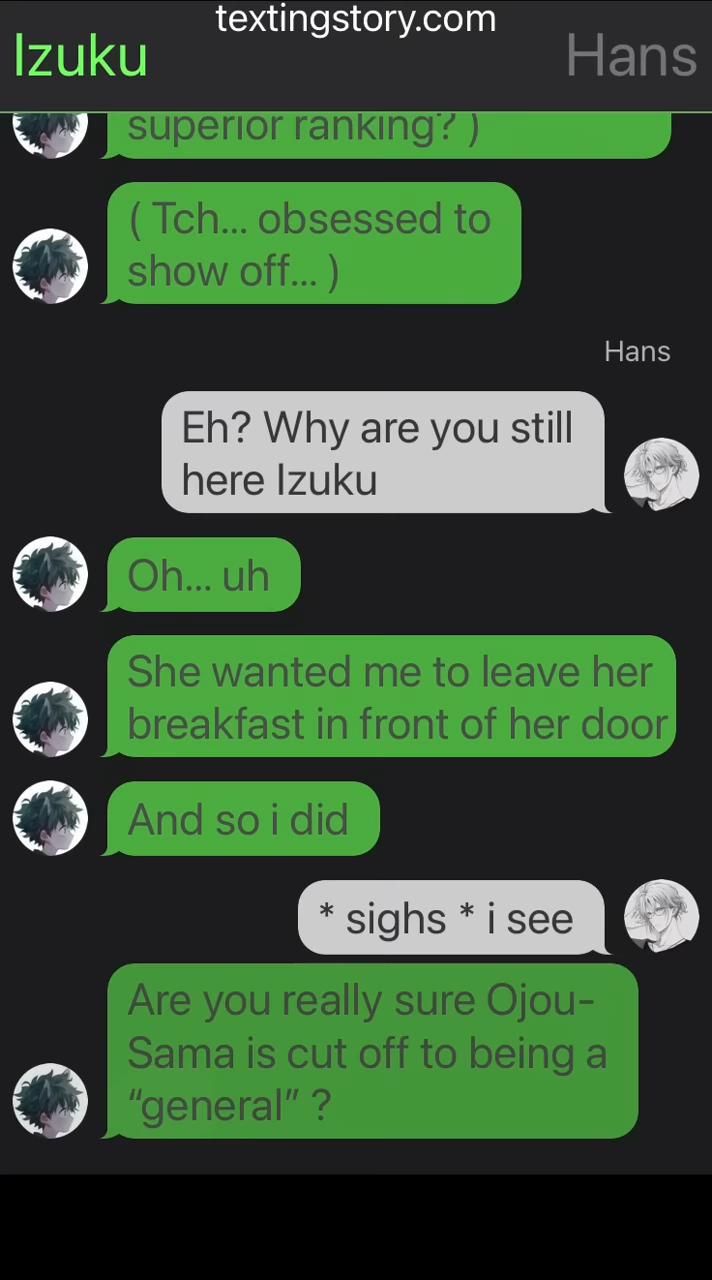 textingstory.com
Izuku
Hans
superior ranking? )
( Tch... obsessed to
show off... )
Hans
Eh? Why are you still
here Izuku
Oh... uh
She wanted me to leave her
breakfast in front of her door
And so i did
* sighs * i see
Are you really sure Ojou-
Sama is cut off to being a
“general” ?